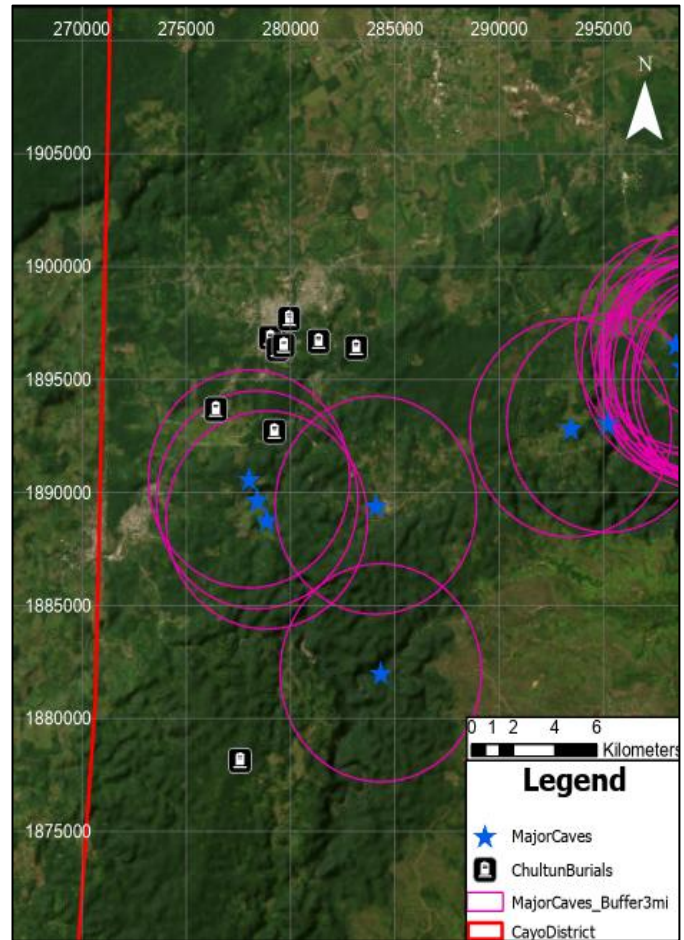 270000 275000 280000 285000 290000 295000
N
1905000
1900000
1895000
1890000
1885000
1880000
1875000
0 1 2 4 6
Kilometers
Legend
MajorCaves
ChultunBurials
MajorCaves_Buffer3mi
CayoDistrict